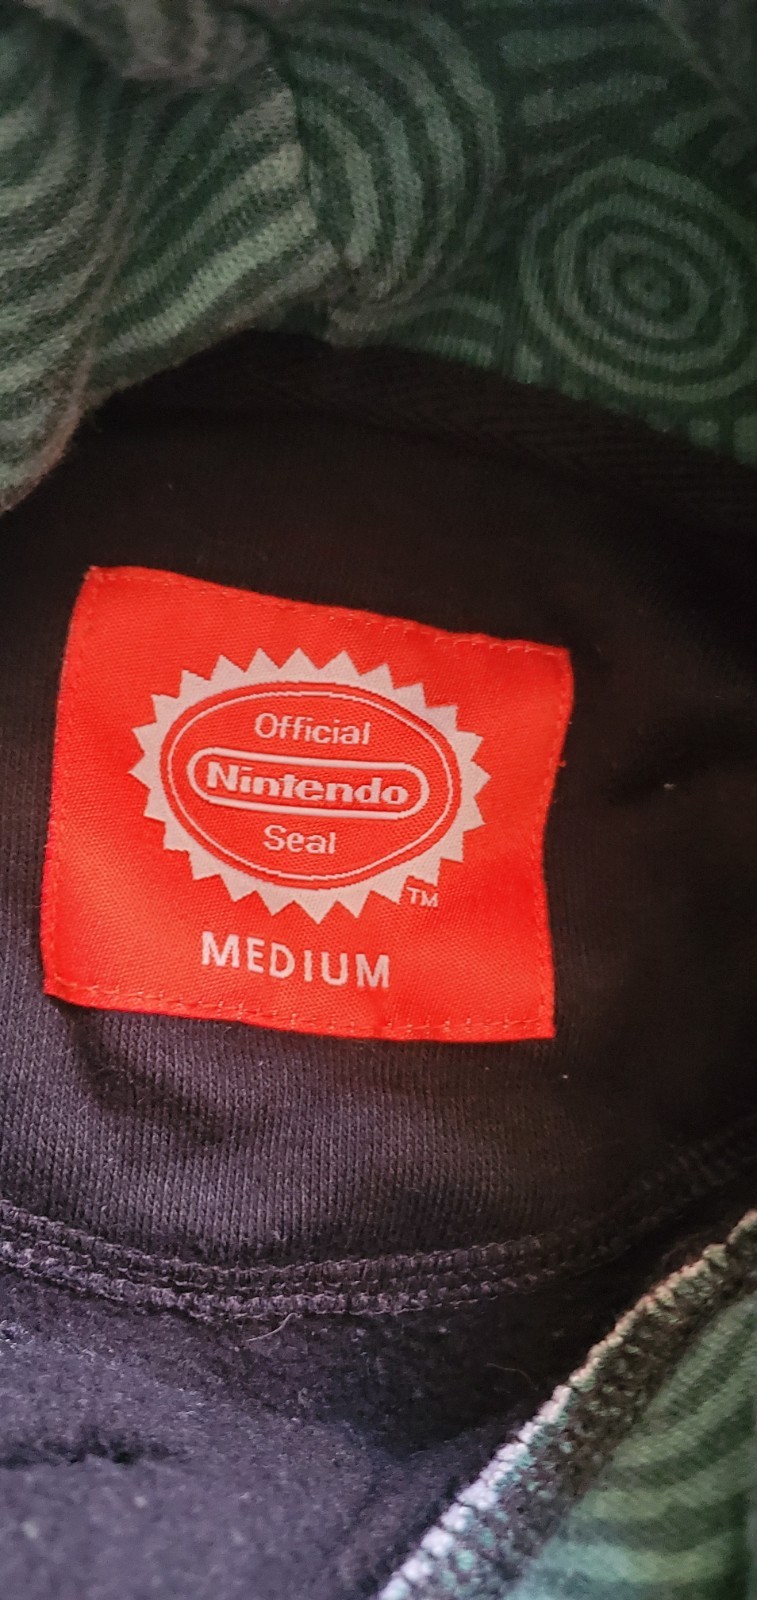 Official
Nintendo
Seal
TM
MEDIUM